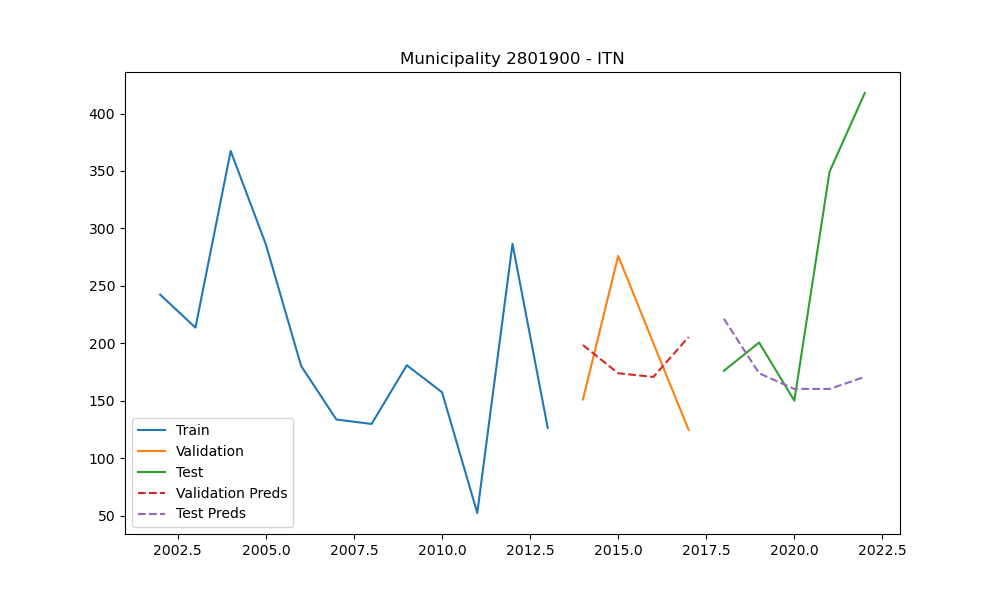 Municipality 2801900 - ITN
400
350
300
250
200
150
100
50
Train
Validation
Test
Validation Preds
Test Preds
2002.5 2005.0 2007.5 2010.0 2012.5 2015.0 2017.5 2020.0 2022.5